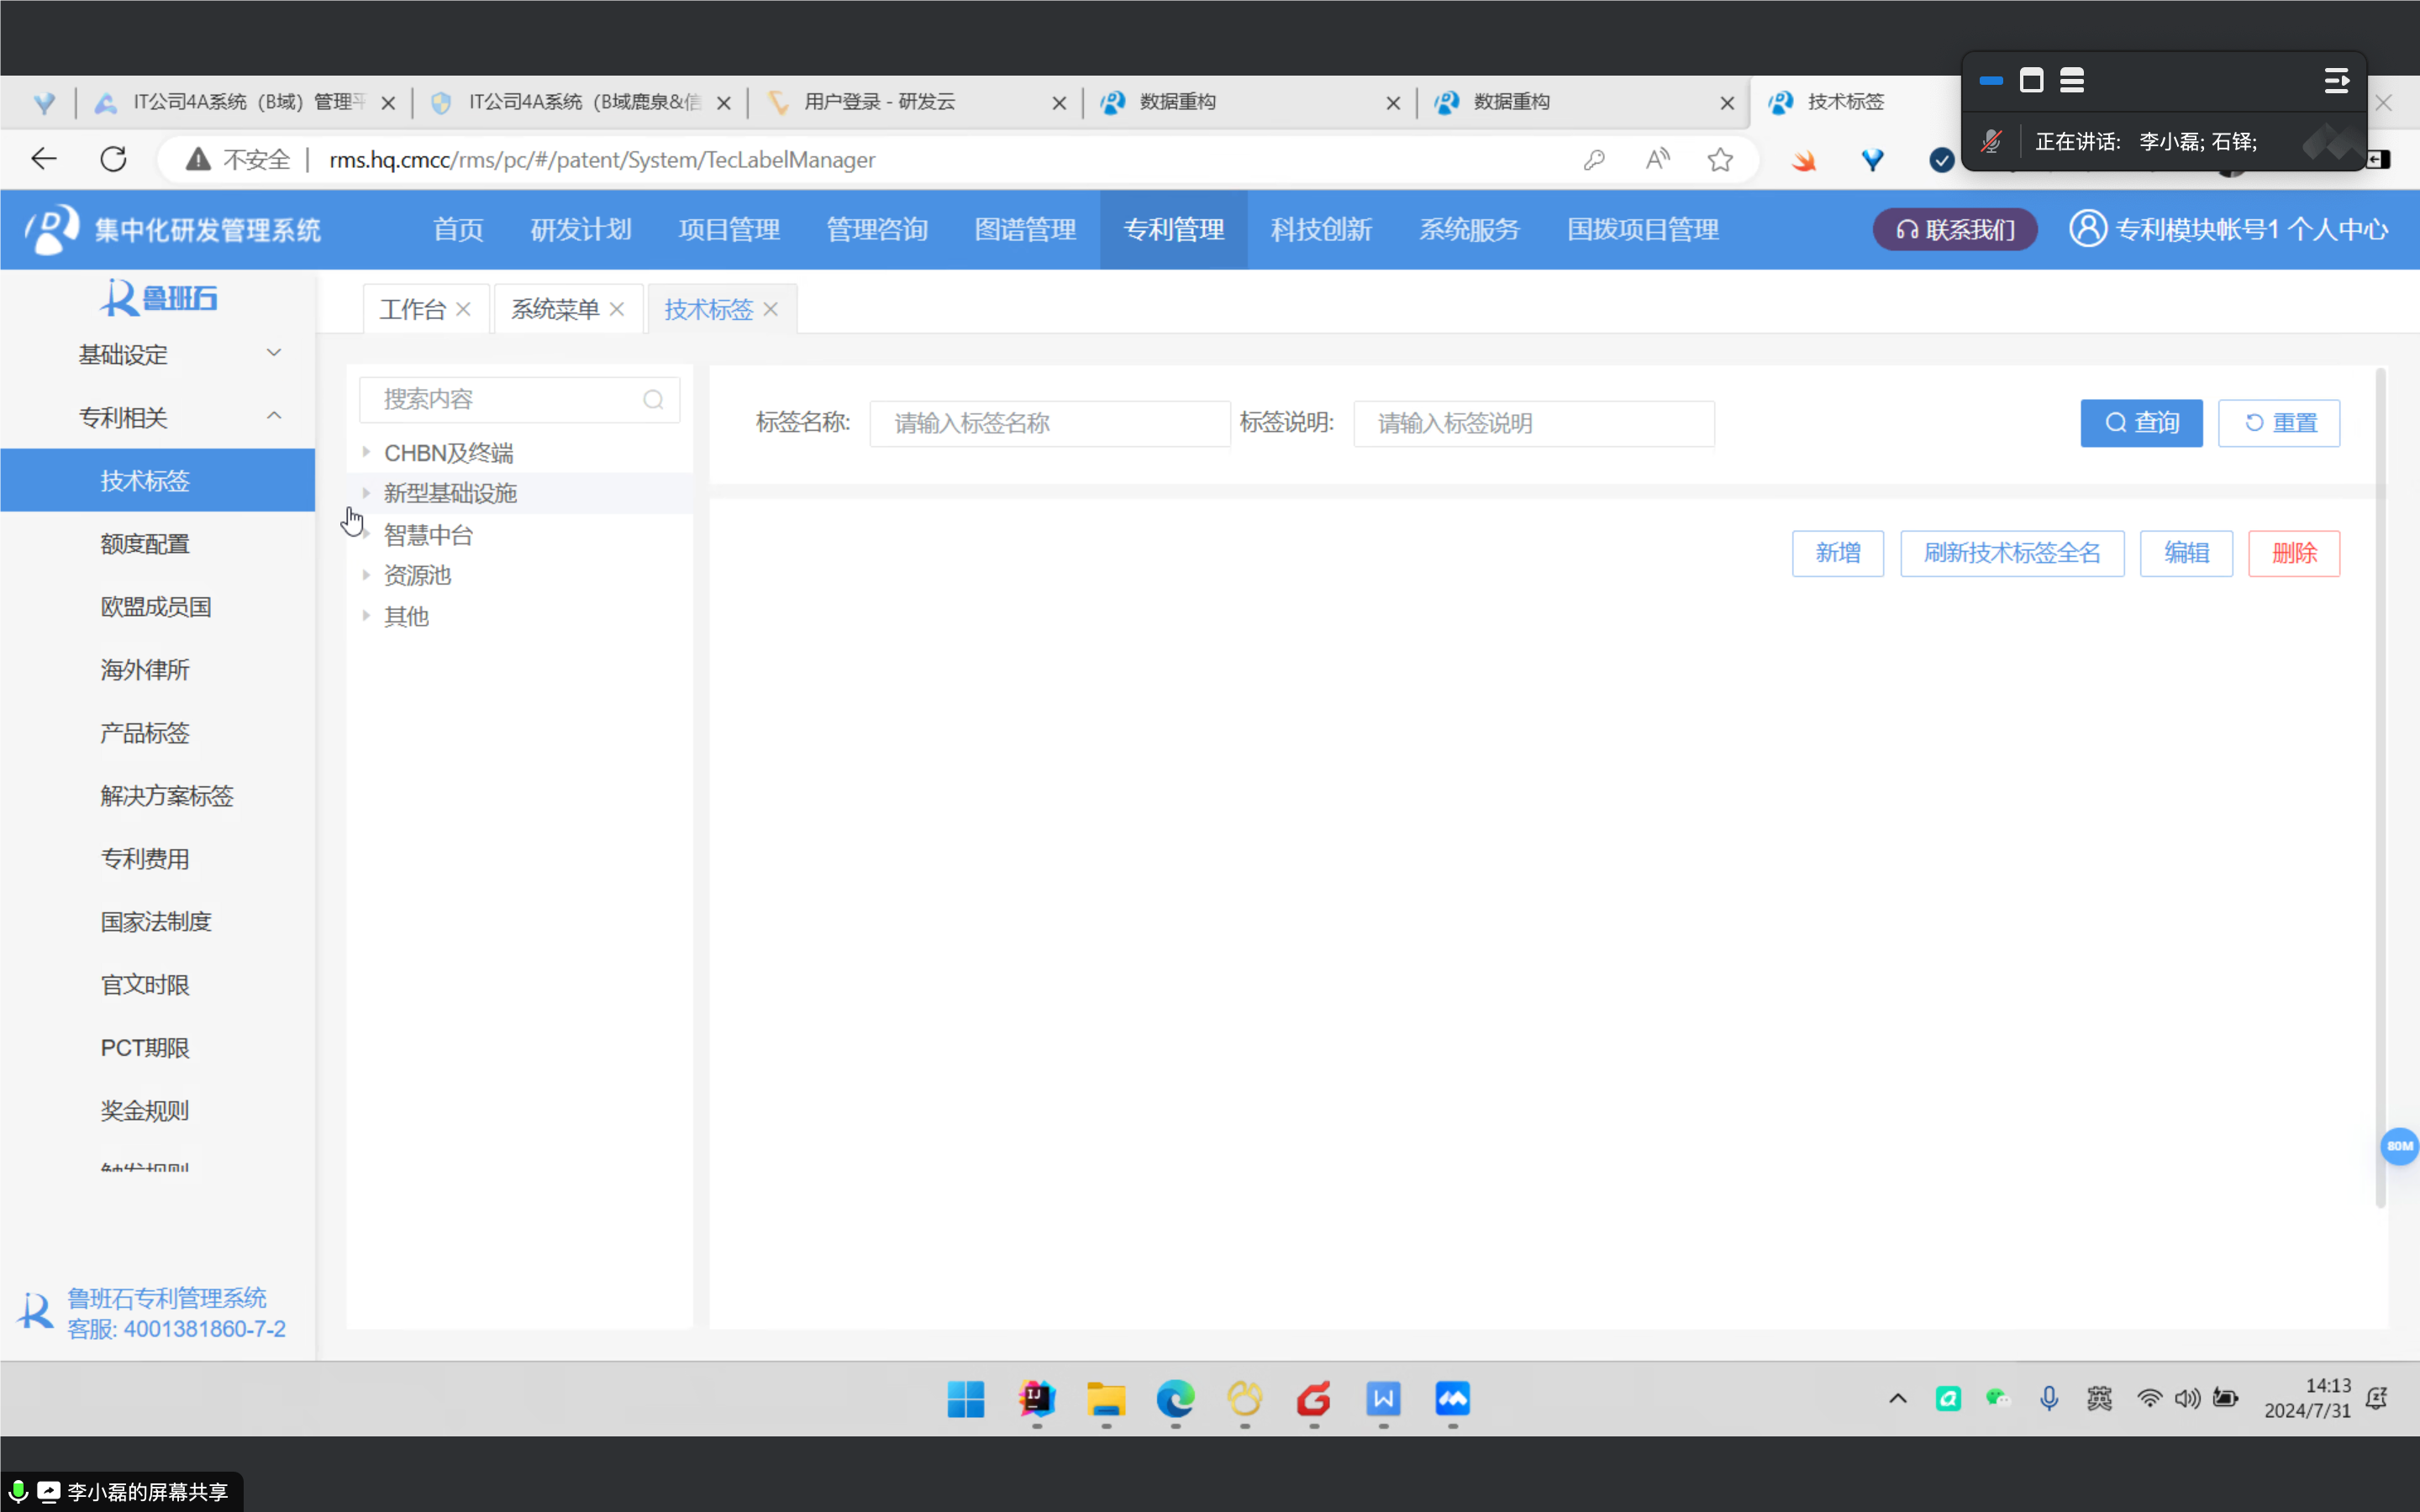 IT公司4A系统（B域）管理平
IT公司4A系统（B域鹿泉&信
用户登录 - 研发云
数据重构
数据重构
技术标签
正在讲话: 李小磊; 石铎;
不安全
rms.hq.cmcc/rms/pc/#/patent/System/TecLabelManager
集中化研发管理系统
首页
研发计划
项目管理
管理咨询
图谱管理
专利管理
科技创新
系统服务
国拨项目管理
联系我们
专利模块帐号1 个人中心
鲁班石
工作台
系统菜单
技术标签
基础设定
专利相关
技术标签
额度配置
欧盟成员国
海外律所
产品标签
解决方案标签
专利费用
国家法制度
官文时限
PCT期限
奖金规则
搜索内容
CHBN及终端
新型基础设施
智慧中台
资源池
其他
标签名称:
请输入标签名称
标签说明:
请输入标签说明
查询
重置
新增
刷新技术标签全名
编辑
删除
80M
鲁班石专利管理系统
客服: 4001381860-7-2
英
14:13
2024/7/31
李小磊的屏幕共享